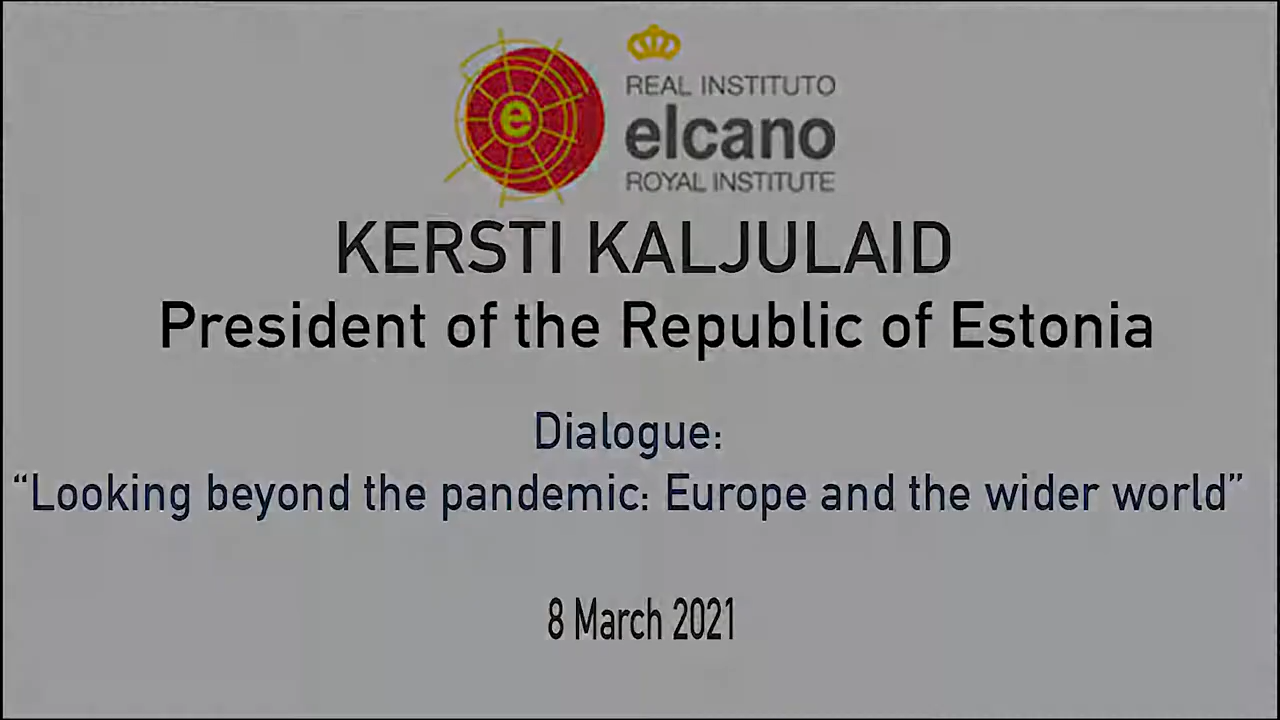 e
REAL INSTITUTO
elcano
ROYAL INSTITUTE
KERSTI KALJULAID
President of the Republic of Estonia
Dialogue:
“Looking beyond the pandemic: Europe and the wider world”
8 March 2021